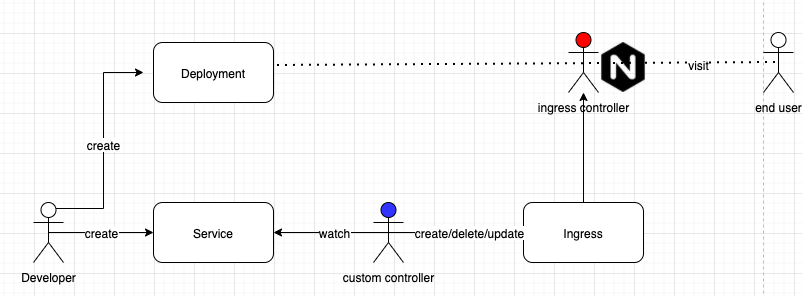 Deployment
N
visit
ingress controller
end user
create
create
Service
watch
create/delete/update
Ingress
Developer
custom controller